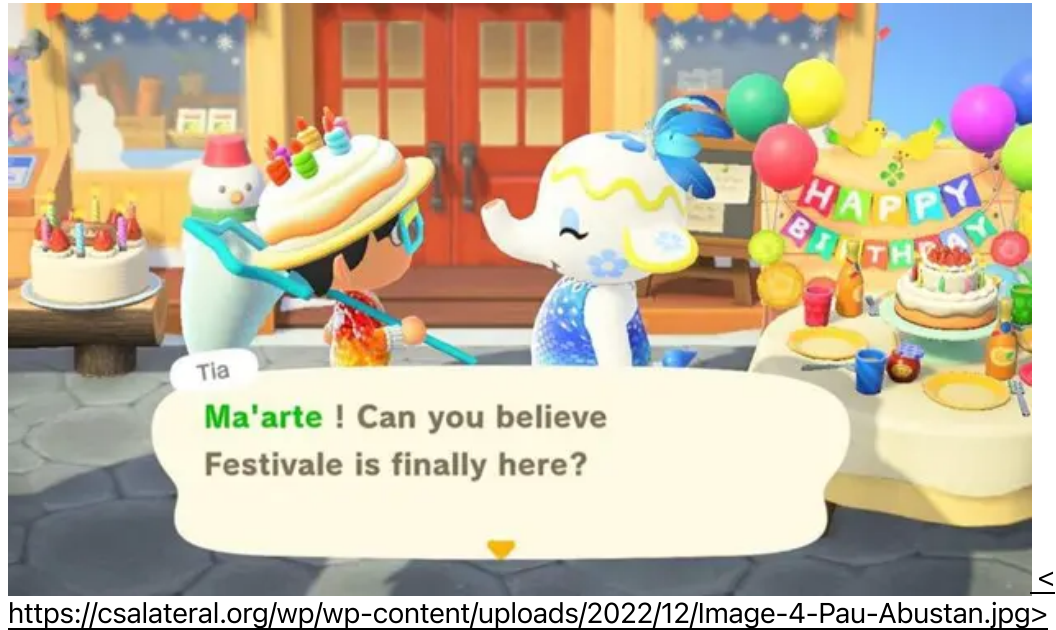 HAPPY
BIRTHDAY
Tia
Ma'arte ! Can you believe
Festivale is finally here?
<
https://csalateral.org/wp/wp-content/uploads/2022/12/Image-4-Pau-Abustan.jpg>